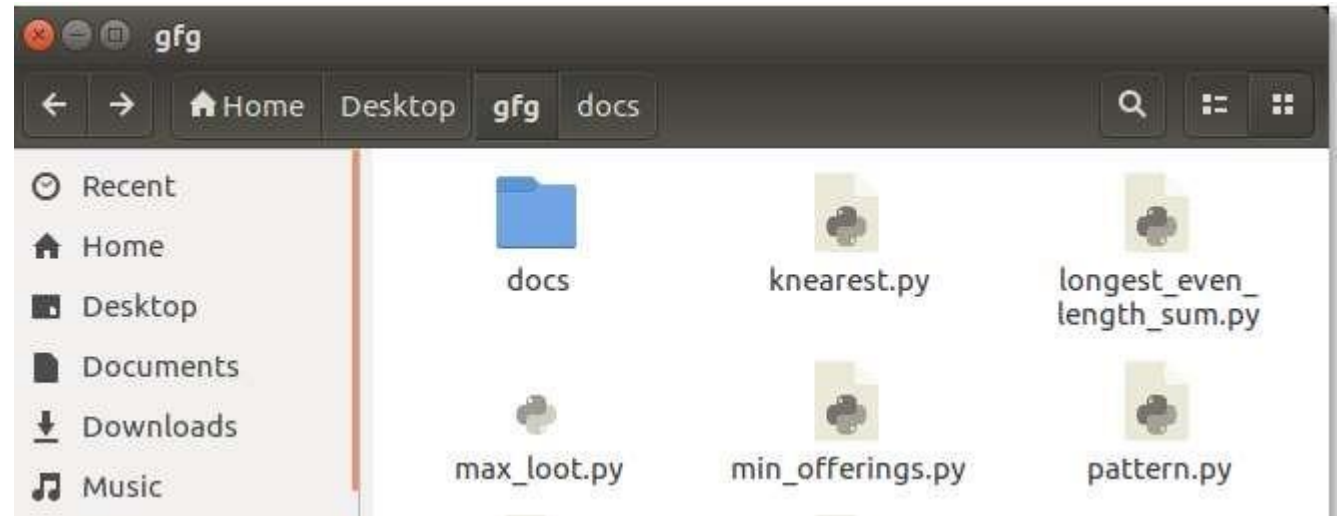 gfg
Home Desktop gfg docs
Recent
Home
Desktop
Documents
Downloads
Music
docs
knearest.py
longest_even_
length_sum.py
max_loot.py
min_offerings.py
pattern.py